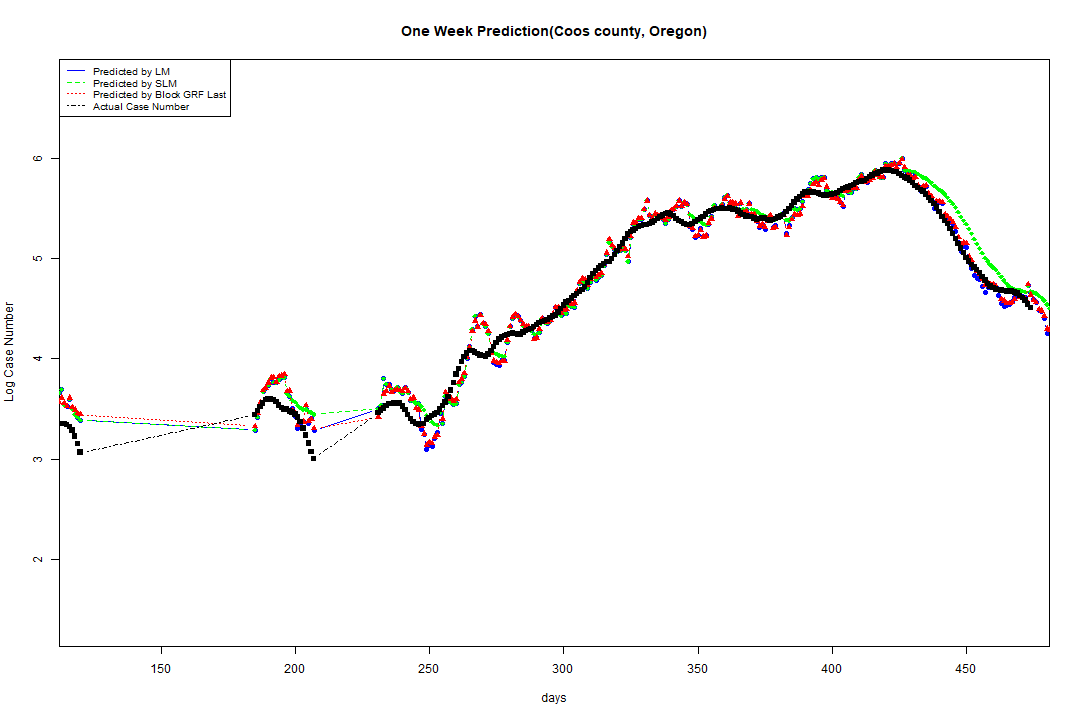 One Week Prediction(Coos county, Oregon)
Predicted by LM
Predicted by SLM
Predicted by Block GRF Last
Actual Case Number
Log Case Number
6
5
4
3
2
150 200 250 300 350 400 450
days